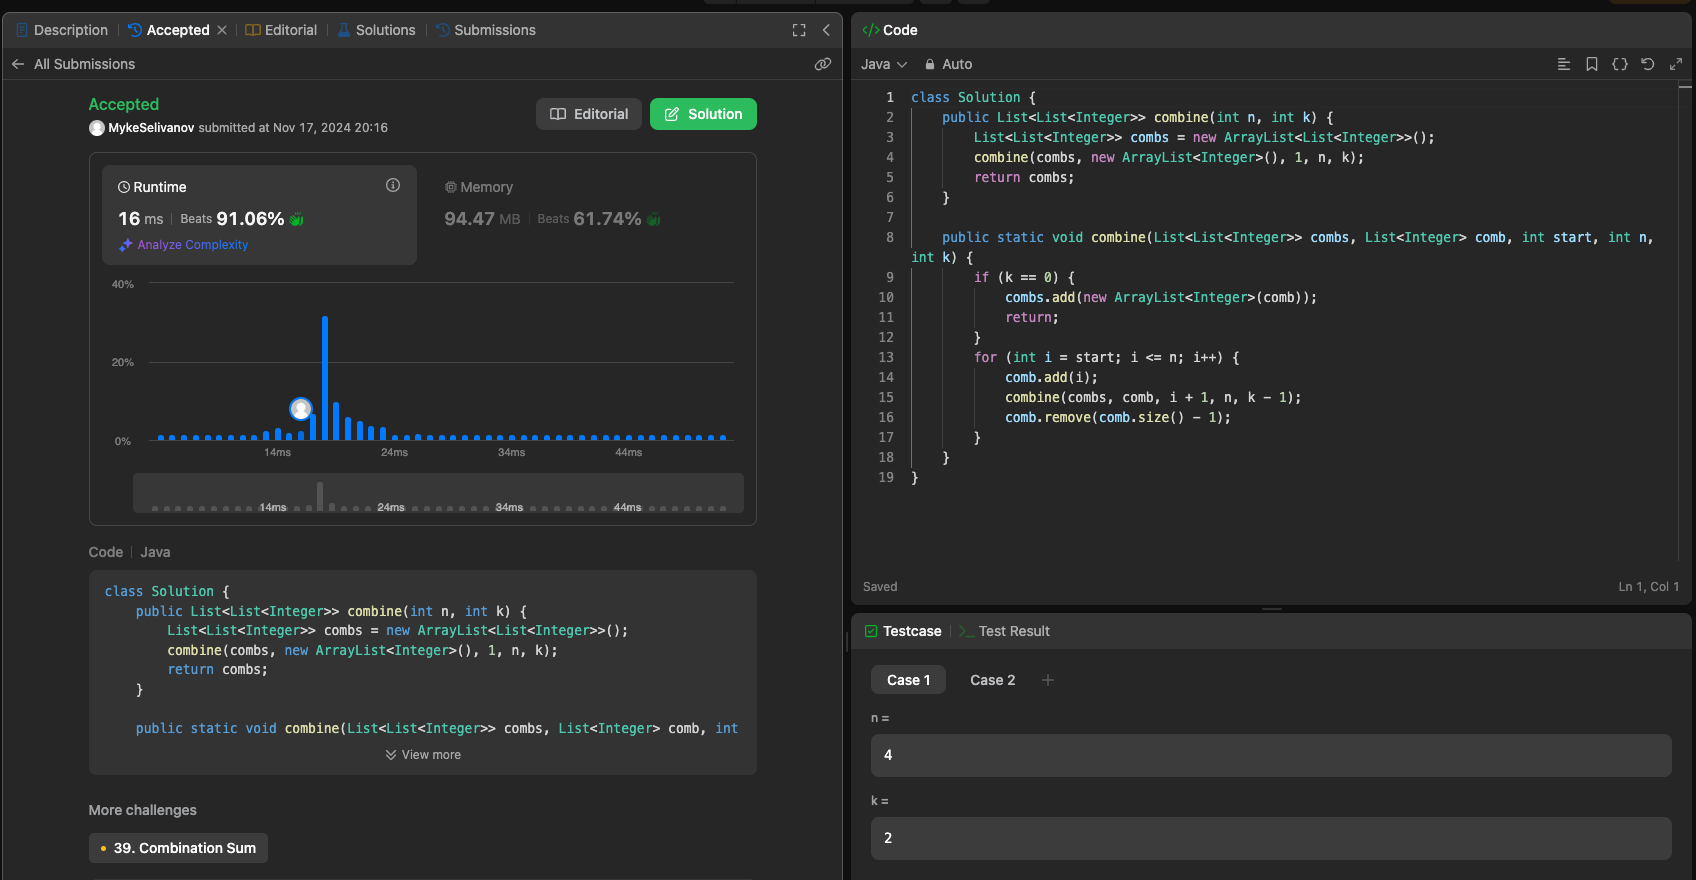 Description
Accepted
Editorial
Solutions
Submissions
All Submissions
Accepted
MykeSelivanov submitted at Nov 17, 2024 20:16
Editorial
Solution
Runtime
16 ms | Beats 91.06%
Analyze Complexity
Memory
94.47 MB | Beats 61.74%
40%
20%
0%
14ms 24ms 34ms 44ms
14ms 24ms 34ms 44ms
Code | Java
class Solution {
    public List<List<Integer>> combine(int n, int k) {
        List<List<Integer>> combs = new ArrayList<List<Integer>>();
        combine(combs, new ArrayList<Integer>(), 1, n, k);
        return combs;
    }
    public static void combine(List<List<Integer>> combs, List<Integer> comb, int
View more
More challenges
39. Combination Sum
</> Code
Java
Auto
1 class Solution {
2     public List<List<Integer>> combine(int n, int k) {
3         List<List<Integer>> combs = new ArrayList<List<Integer>>();
4         combine(combs, new ArrayList<Integer>(), 1, n, k);
5         return combs;
6     }
7
8     public static void combine(List<List<Integer>> combs, List<Integer> comb, int start, int n,
int k) {
9         if (k == 0) {
10             combs.add(new ArrayList<Integer>(comb));
11             return;
12         }
13         for (int i = start; i <= n; i++) {
14             comb.add(i);
15             combine(combs, comb, i + 1, n, k - 1);
16             comb.remove(comb.size() - 1);
17         }
18     }
19 }
Saved
Ln 1, Col 1
Testcase
Test Result
Case 1
Case 2
+
n =
4
k =
2